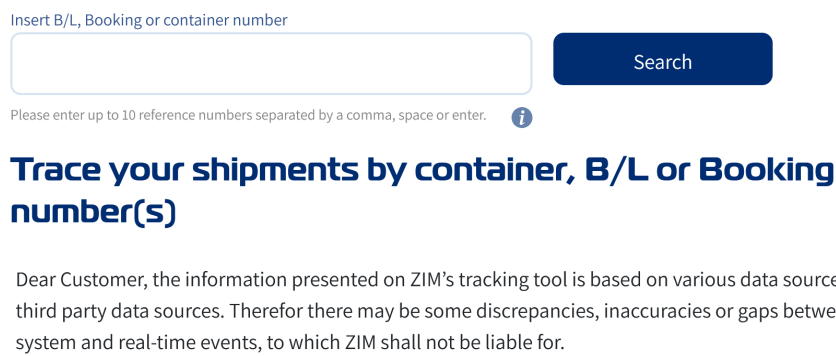 Insert B/L, Booking or container number
Search
Please enter up to 10 reference numbers separated by a comma, space or enter.
i
Trace your shipments by container, B/L or Booking
number(s)
Dear Customer, the information presented on ZIM’s tracking tool is based on various data source
third party data sources. Therefor there may be some discrepancies, inaccuracies or gaps betwe
system and real-time events, to which ZIM shall not be liable for.